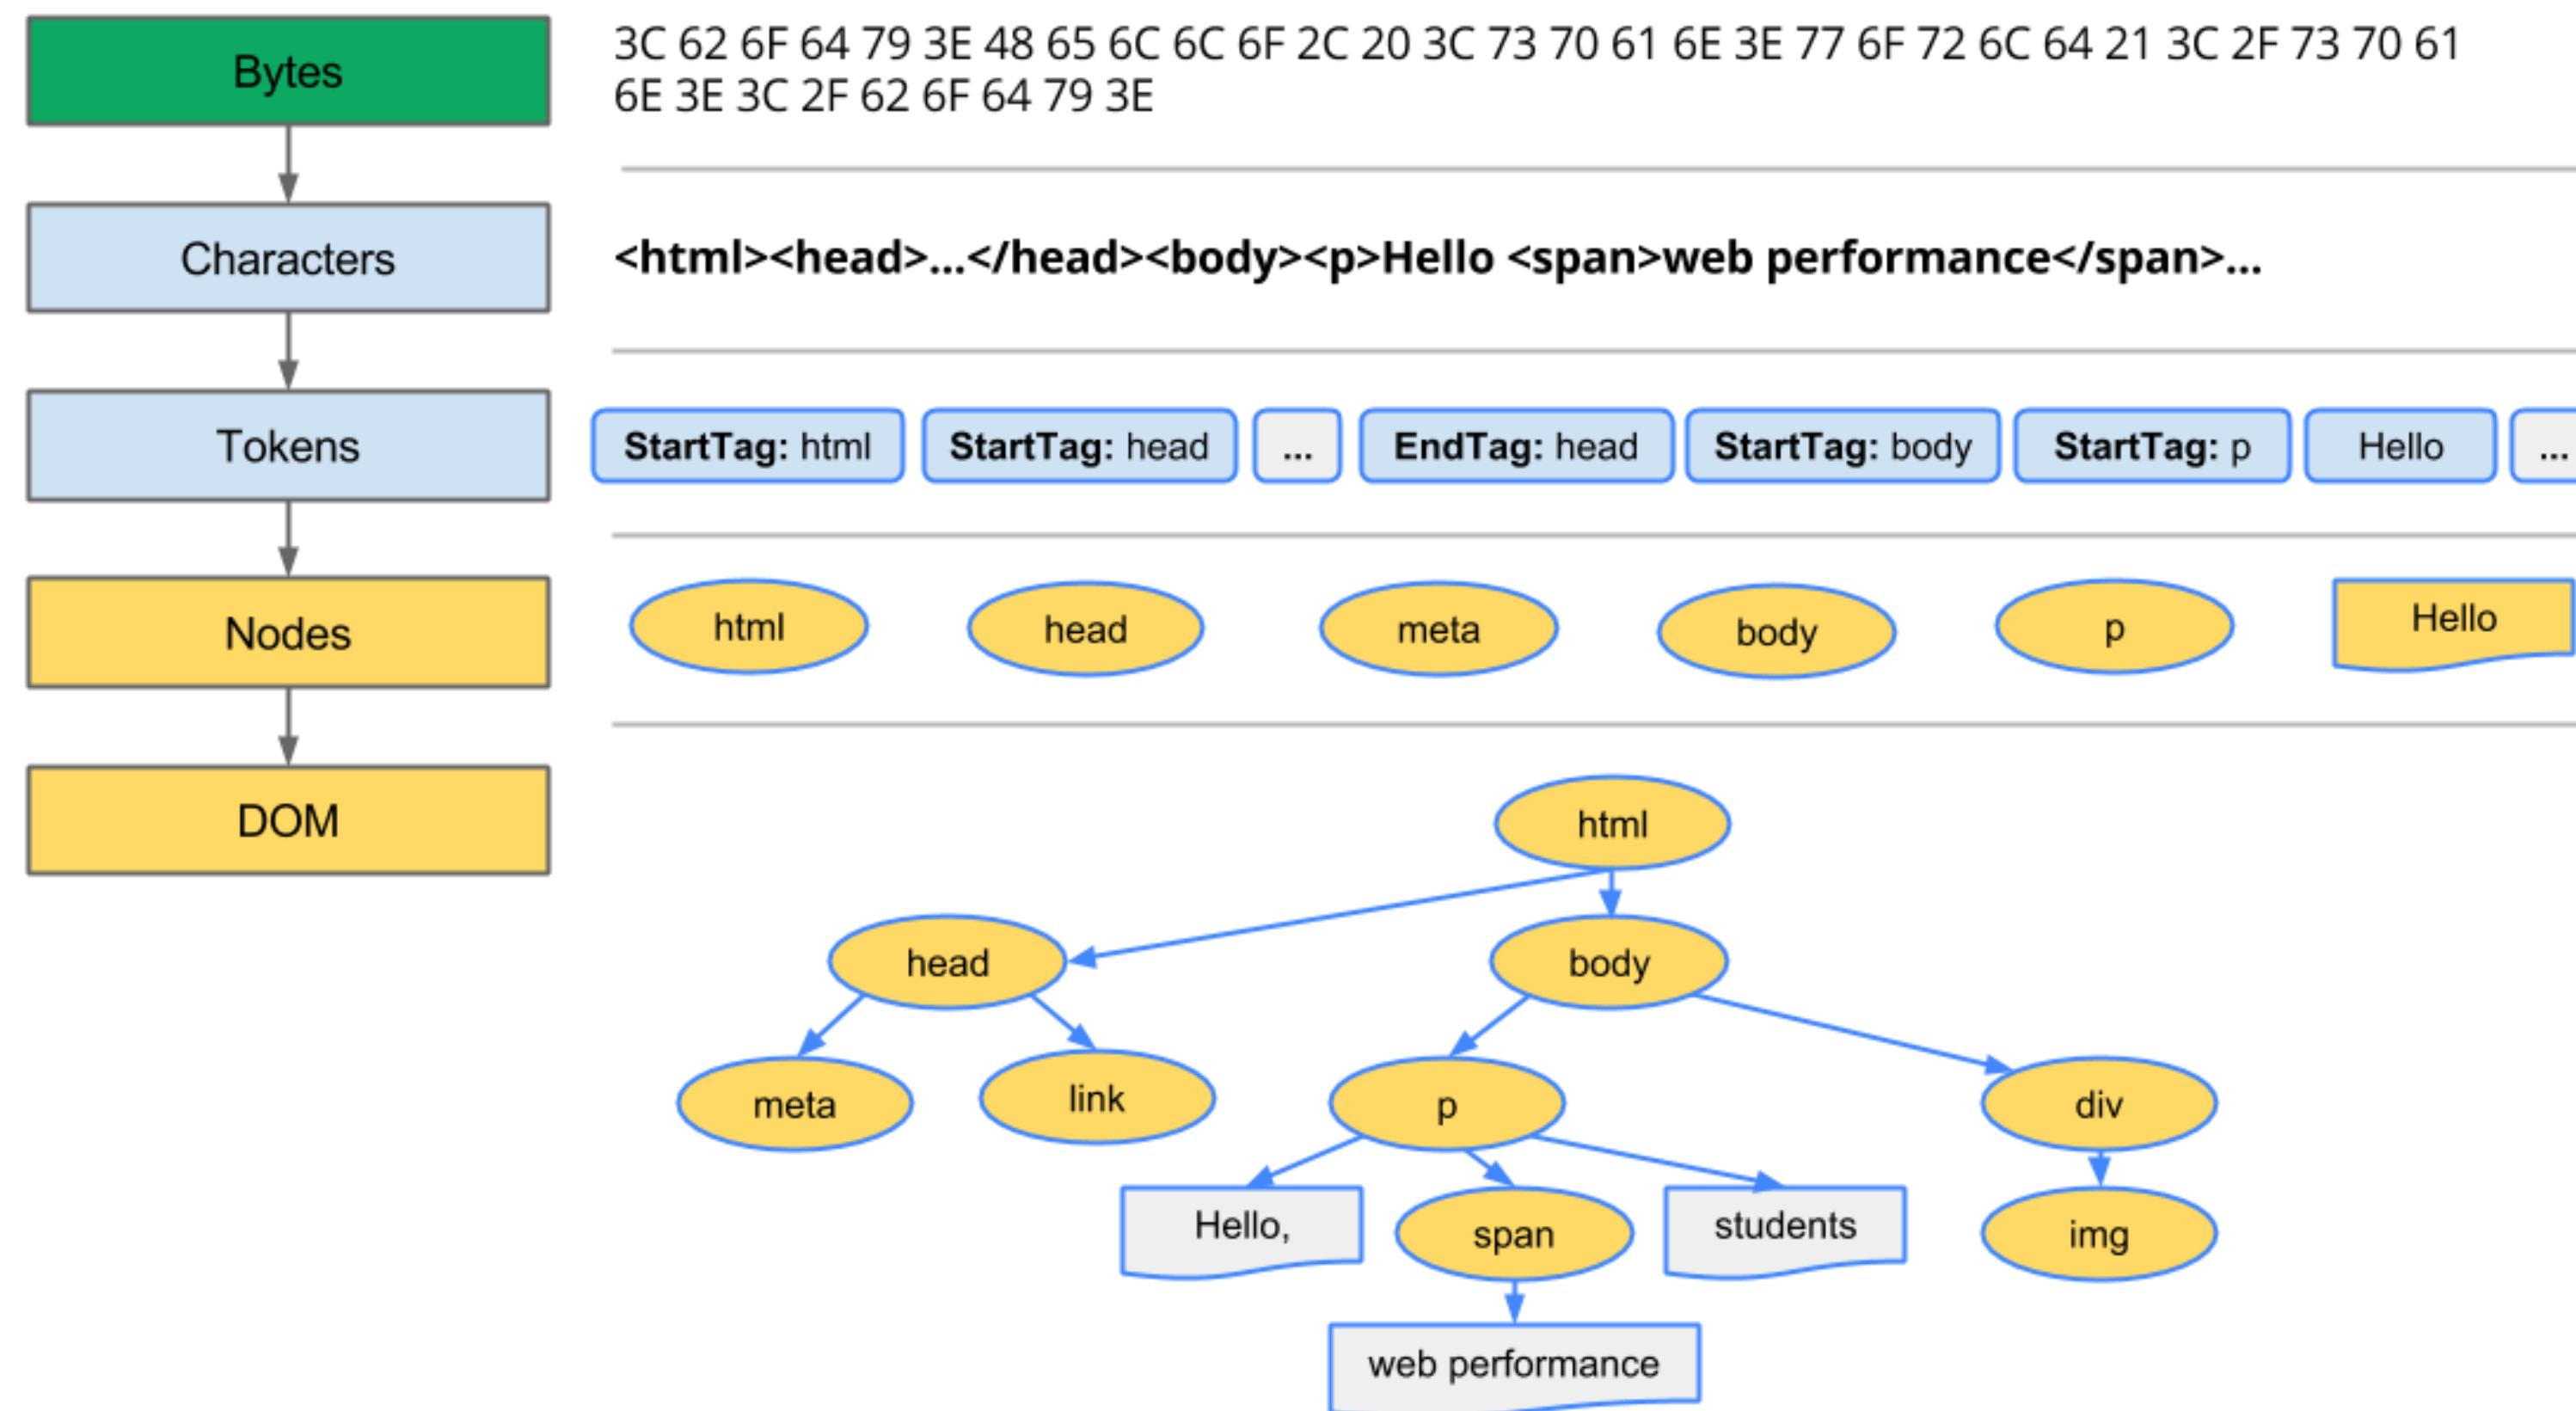 Bytes
3C 62 6F 64 79 3E 48 65 6C 6C 6F 2C 20 3C 73 70 61 6E 3E 77 6F 72 6C 64 21 3C 2F 73 70 61
6E 3E 3C 2F 62 6F 64 79 3E
Characters
<html><head>...</head><body><p>Hello <span>web performance</span>...
Tokens
StartTag: html
StartTag: head
...
EndTag: head
StartTag: body
StartTag: p
Hello
...
Nodes
html
head
meta
body
p
Hello
DOM
html
head
body
meta
link
p
div
Hello,
span
students
img
web performance